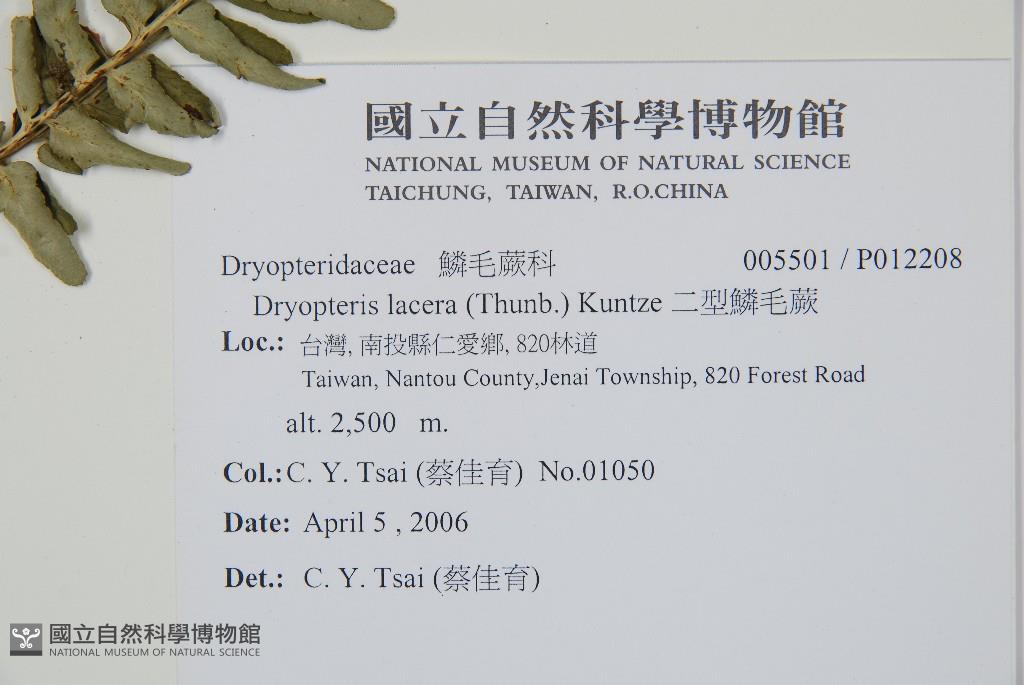 國立自然科學博物館
NATIONAL MUSEUM OF NATURAL SCIENCE
TAICHUNG, TAIWAN, R.O.CHINA
Dryopteridaceae 鱗毛蕨科 005501 / P012208
Dryopteris lacera (Thunb.) Kuntze 二型鱗毛蕨
Loc.: 台灣, 南投縣仁愛鄉, 820林道
Taiwan, Nantou County,Jenai Township, 820 Forest Road
alt. 2,500 m.
Col.: C. Y. Tsai (蔡佳育) No.01050
Date: April 5 , 2006
Det.: C. Y. Tsai (蔡佳育)
國立自然科學博物館
NATIONAL MUSEUM OF NATURAL SCIENCE